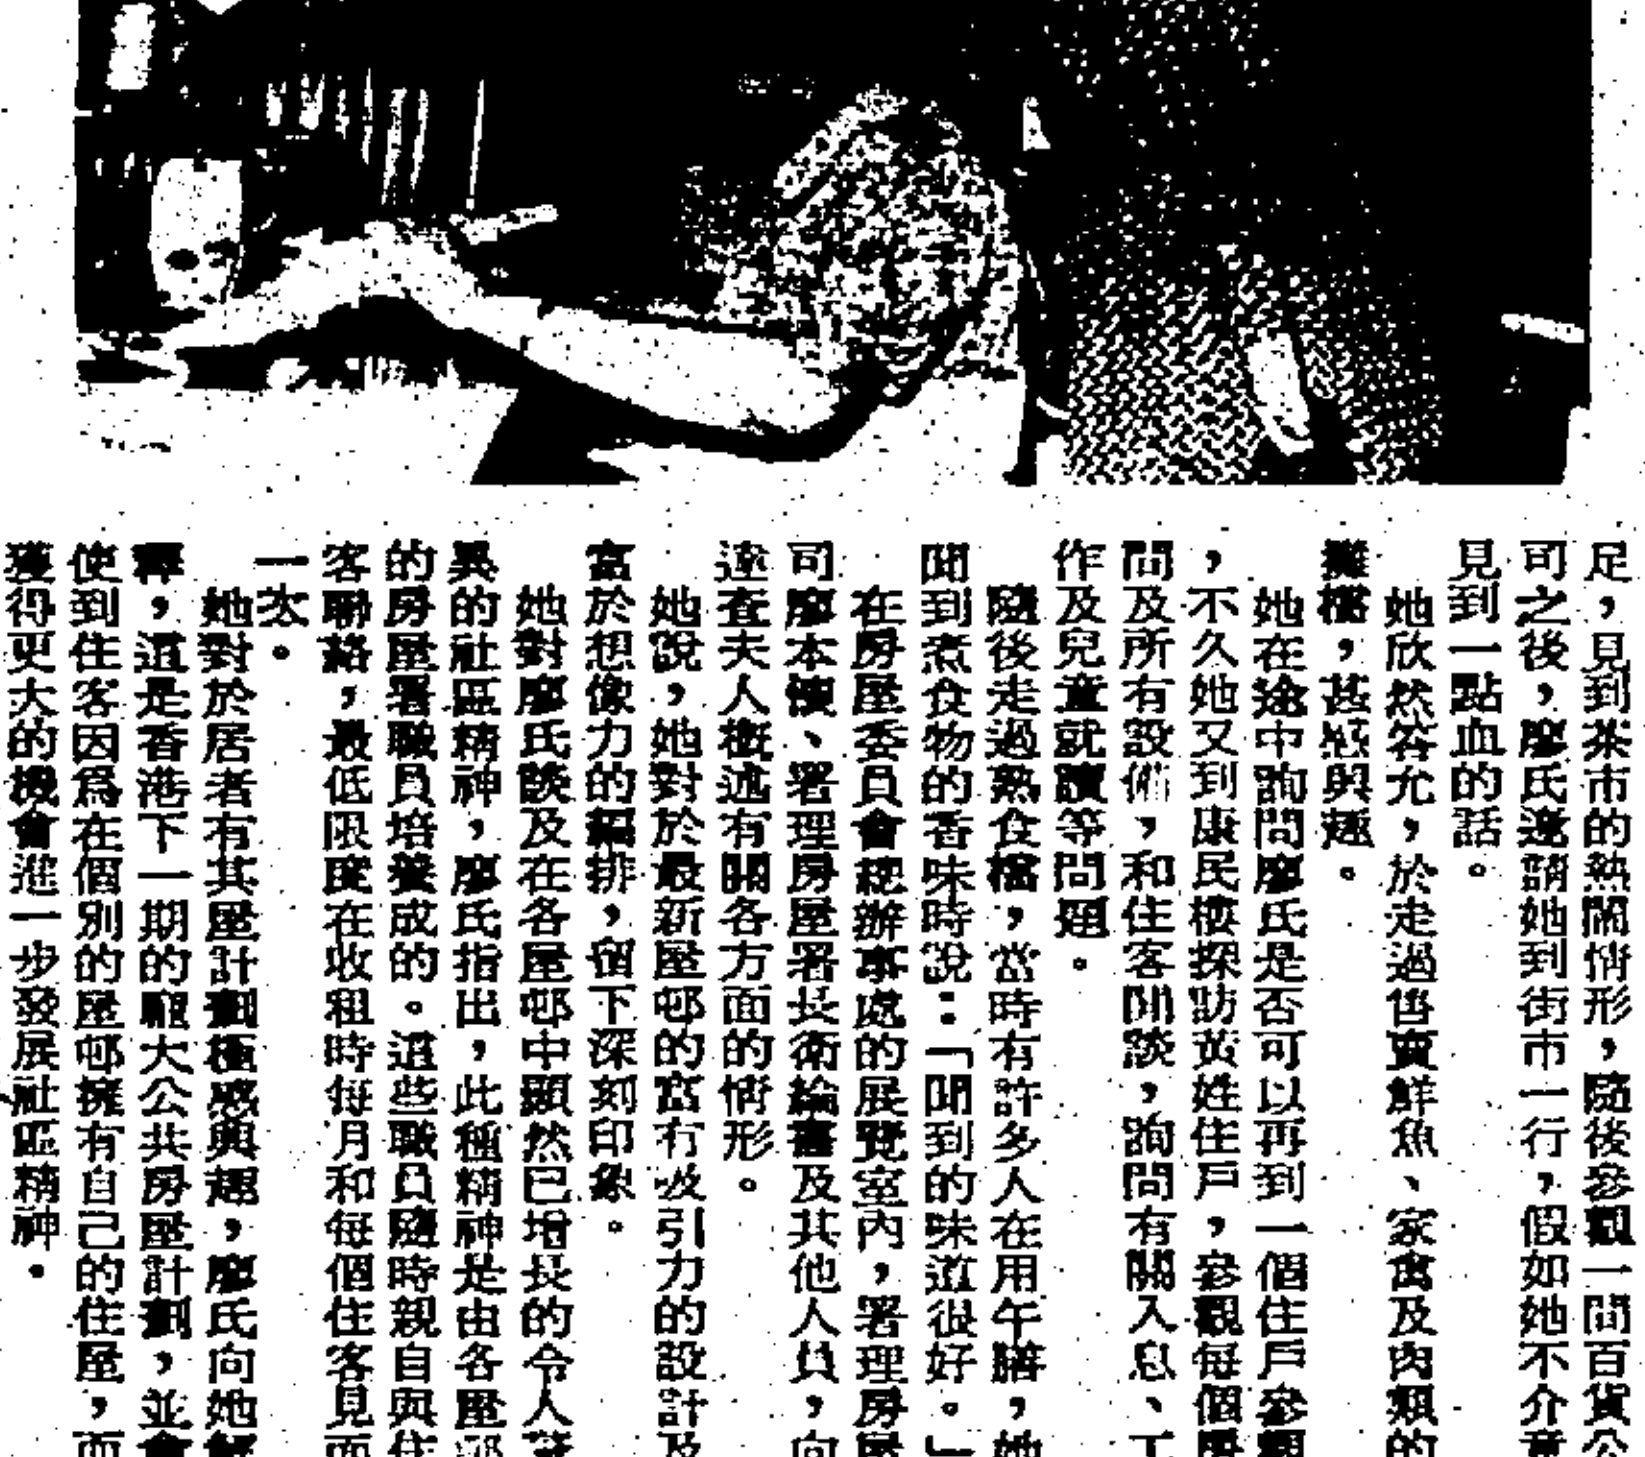 足，見到茶市的熱鬧情形，隨後參觀一間百貨公
司之後，廖氏邀請她到街市一行，假如她不介意
見到一點血的話。
她欣然答允，於走過售賣鮮魚、家禽及肉類的
攤檔，甚感興趣。
她在途中詢問廖氏是否可以再到一個住戶參觀
，不久她又到康民樓探訪黃姓住戶，參觀每個房
問及所有設備，和住客閒談，詢問有關入息、工
作及兒童就讀等問題。
隨後走過熟食檔，當時有許多人在用午膳，她
聞到煮食物的香味時說：「聞到的味道很好。」
在房屋委員會總辦事處的展覽室內，署理房屋
司廖本懷、署理房屋署長衛綸書及其他人員，向
達查夫人概述有關各方面的情形。
她說，她對於最新屋邨的富有吸引力的設計及
富於想像力的編排，留下深刻印象。
她對廖氏談及在各屋邨中顯然已增長的令人驚
異的社區精神，廖氏指出，此種精神是由各屋邨
的房屋署職員培養成的。這些職員隨時親自與住
客聯絡，最低限度在收租時每月和每個住客見面
一次。
她對於居者有其屋計劃極感興趣，廖氏向她解
釋，這是香港下一期的龐大公共房屋計劃，並會
使到住客因為在個別的屋邨擁有自己的住屋，而
獲得更大的機會進一步發展社區精神。